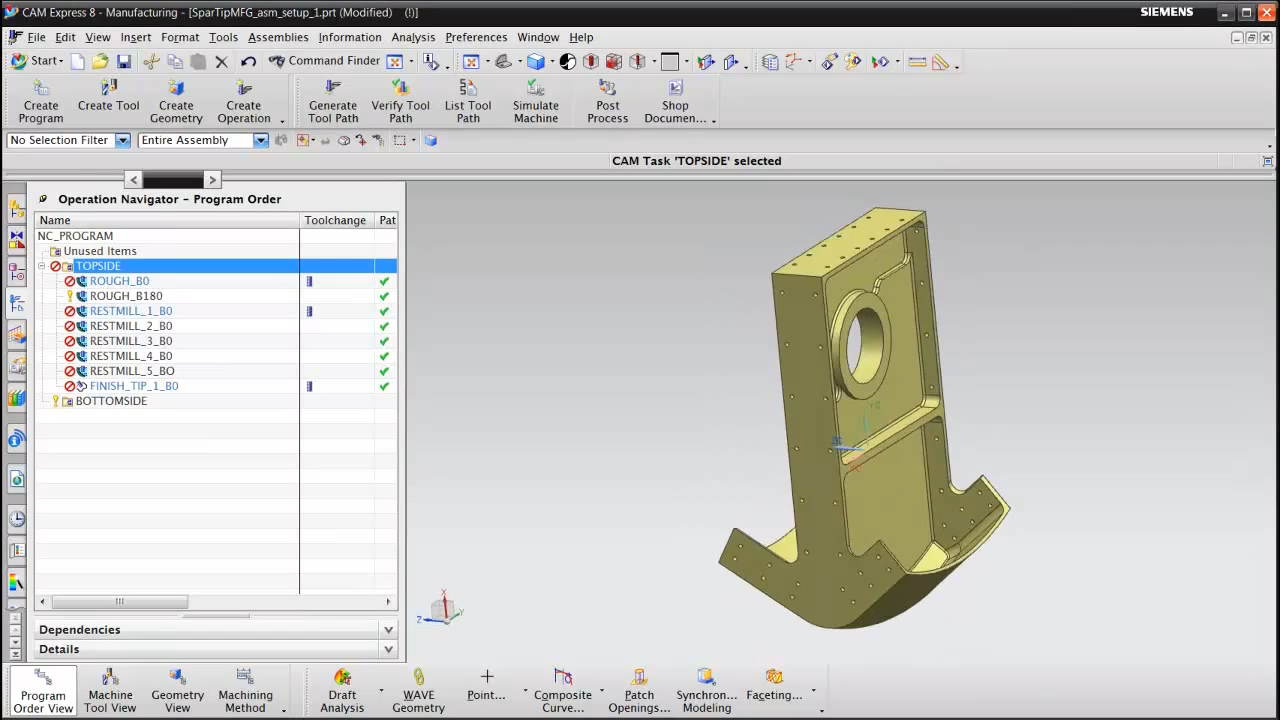 CAM Express 8 - Manufacturing - [SparTipMFG_asm_setup_1.prt (Modified) (!)]
SIEMENS
File Edit View Insert Format Tools Assemblies Information Analysis Preferences Window Help
Start Command Finder
Create Program
Create Tool
Create Geometry
Create Operation
Generate Tool Path
Verify Tool Path
List Tool Path
Simulate Machine
Post Process
Shop Documen...
No Selection Filter
Entire Assembly
CAM Task 'TOPSIDE' selected
Operation Navigator - Program Order
Name Toolchange Pat
NC_PROGRAM
Unused Items
TOPSIDE
ROUGH_B0
ROUGH_B180
RESTMILL_1_B0
RESTMILL_2_B0
RESTMILL_3_B0
RESTMILL_4_B0
RESTMILL_5_BO
FINISH_TIP_1_B0
BOTTOMSIDE
X
Y
Z
Dependencies
Details
Program Order View
Machine Tool View
Geometry View
Machining Method
Draft Analysis
WAVE Geometry
Point...
Composite Curve...
Patch Openings...
Synchron... Modeling
Faceting...